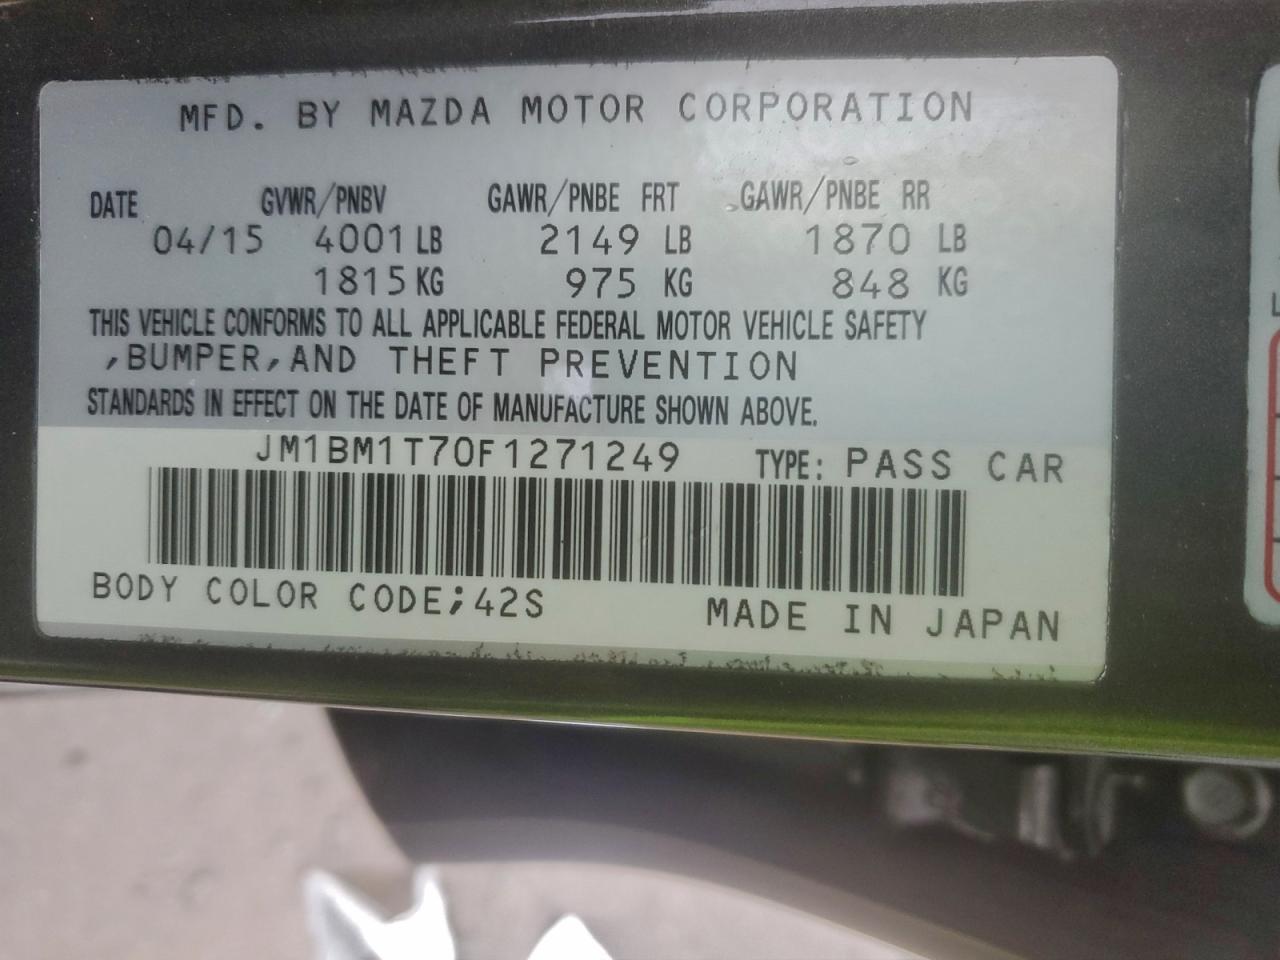 MFD. BY MAZDA MOTOR CORPORATION
DATE GVWR/PNBV GAWR/PNBE FRT GAWR/PNBE RR
04/15 4001 LB 2149 LB 1870 LB
1815 KG 975 KG 848 KG
THIS VEHICLE CONFORMS TO ALL APPLICABLE FEDERAL MOTOR VEHICLE SAFETY
,BUMPER,AND THEFT PREVENTION
STANDARDS IN EFFECT ON THE DATE OF MANUFACTURE SHOWN ABOVE.
JM1BM1T70F1271249 TYPE: PASS CAR
BODY COLOR CODE;42S MADE IN JAPAN